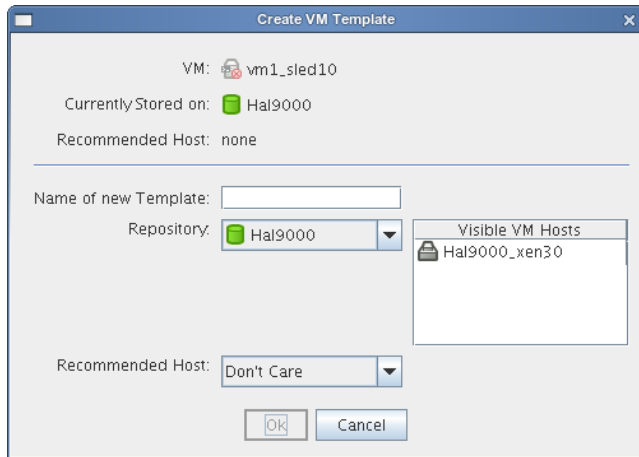 Create VM Template
VM: vm1_sled10
Currently Stored on: Hal9000
Recommended Host: none
Name of new Template:
Repository: Hal9000
Visible VM Hosts
Hal9000_xen30
Recommended Host: Don't Care
Ok Cancel